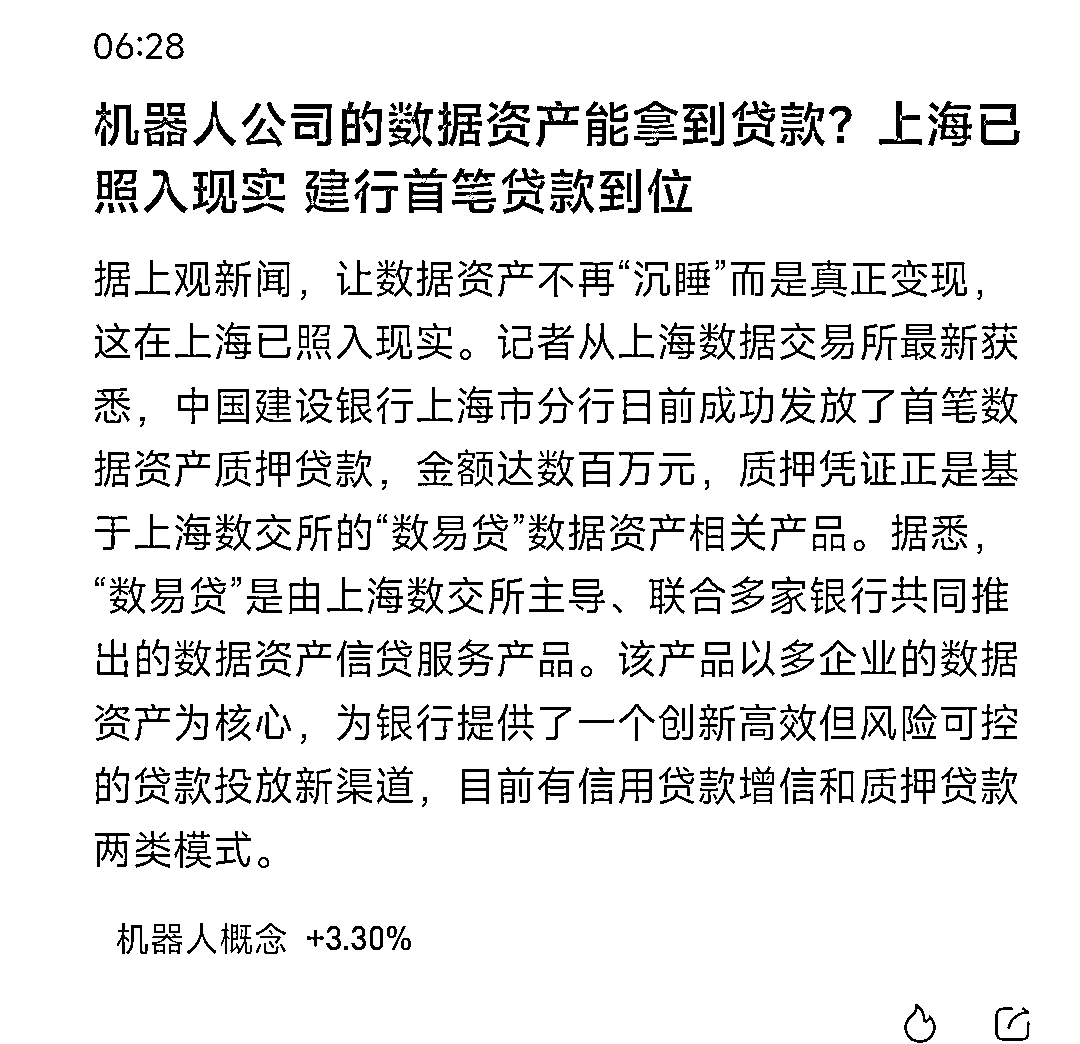 06:28
机器人公司的数据资产能拿到贷款？上海已
照入现实 建行首笔贷款到位
据上观新闻，让数据资产不再“沉睡”而是真正变现，
这在上海已照入现实。记者从上海数据交易所最新获
悉，中国建设银行上海市分行日前成功发放了首笔数
据资产质押贷款，金额达数百万元，质押凭证正是基
于上海数交所的“数易贷”数据资产相关产品。据悉，
“数易贷”是由上海数交所主导、联合多家银行共同推
出的数据资产信贷服务产品。该产品以多企业的数据
资产为核心，为银行提供了一个创新高效但风险可控
的贷款投放新渠道，目前有信用贷款增信和质押贷款
两类模式。
机器人概念 +3.30%